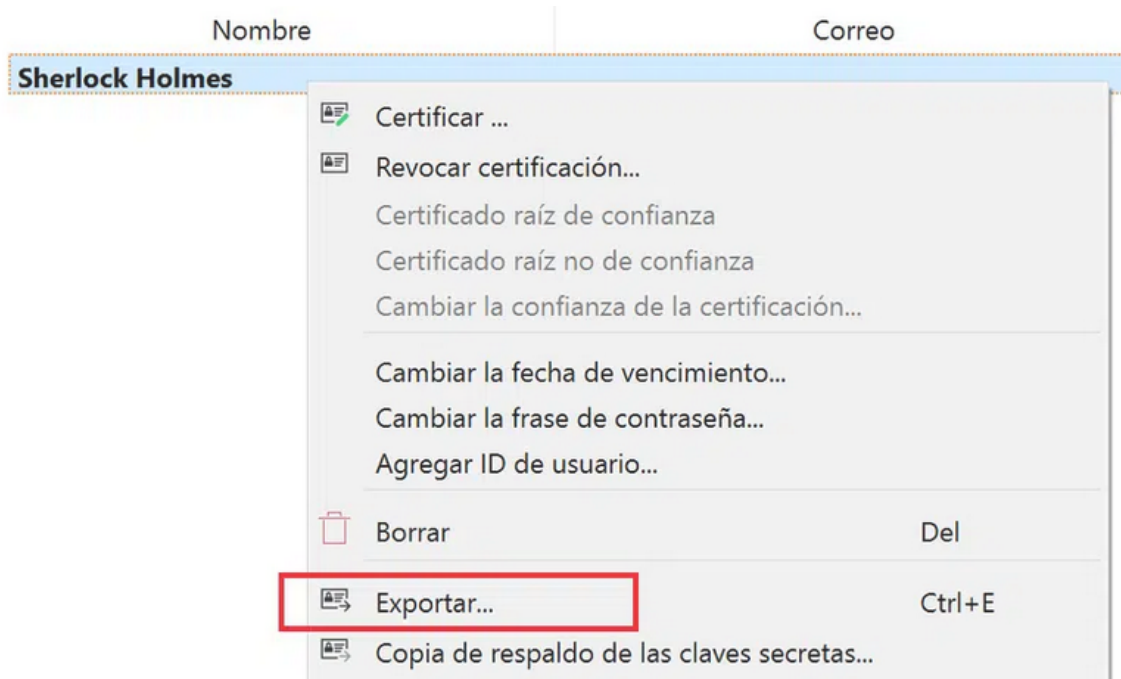 Nombre Correo
Sherlock Holmes
Certificar ...
Revocar certificación...
Certificado raíz de confianza
Certificado raíz no de confianza
Cambiar la confianza de la certificación...
Cambiar la fecha de vencimiento...
Cambiar la frase de contraseña...
Agregar ID de usuario...
Borrar Del
Exportar... Ctrl+E
Copia de respaldo de las claves secretas...